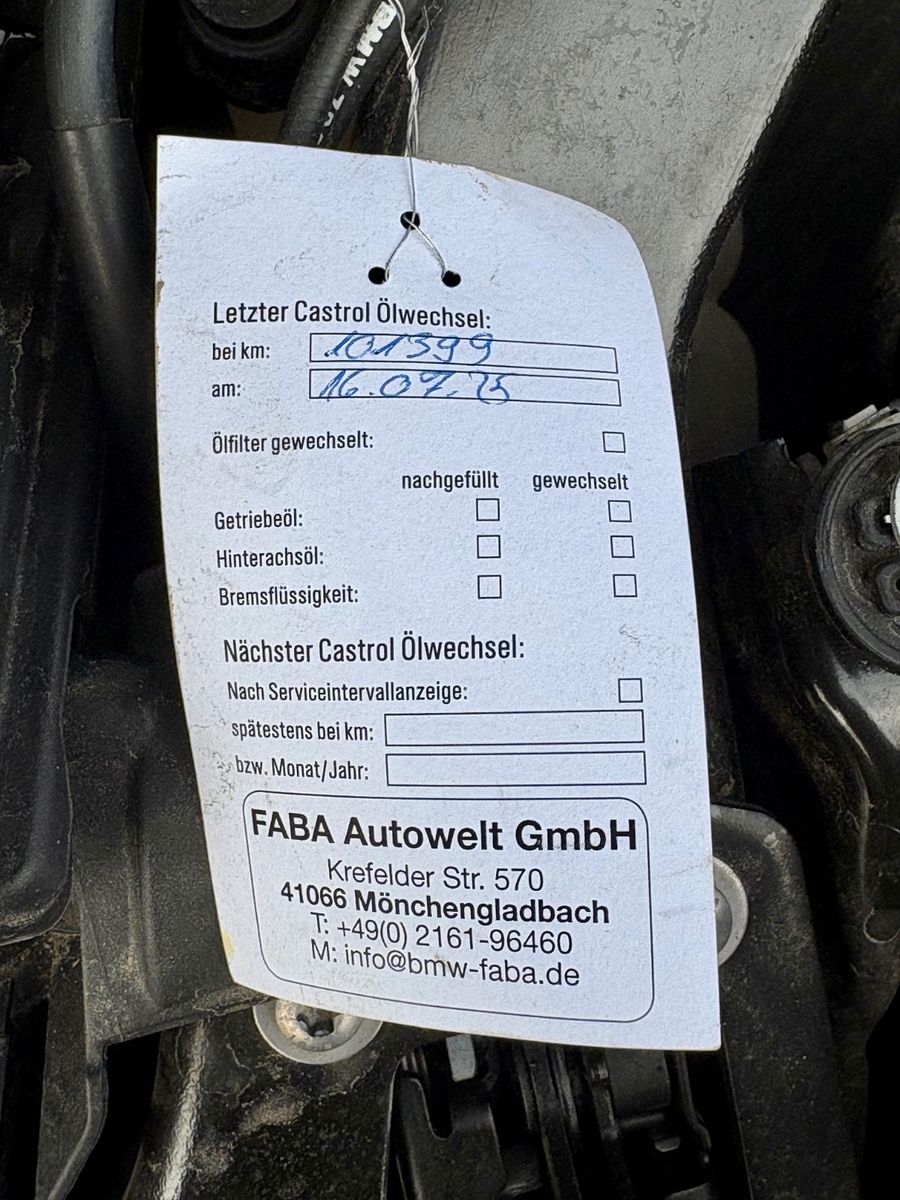 Letzter Castrol Ölwechsel:
bei km: 101399
am: 16.07.25
Ölfilter gewechselt:
nachgefüllt gewechselt
Getriebeöl:
Hinterachsöl:
Bremsflüssigkeit:
Nächster Castrol Ölwechsel:
Nach Serviceintervallanzeige:
spätestens bei km:
bzw. Monat/Jahr:
FABA Autowelt GmbH
Krefelder Str. 570
41066 Mönchengladbach
T: +49(0) 2161-96460
M: info@bmw-faba.de